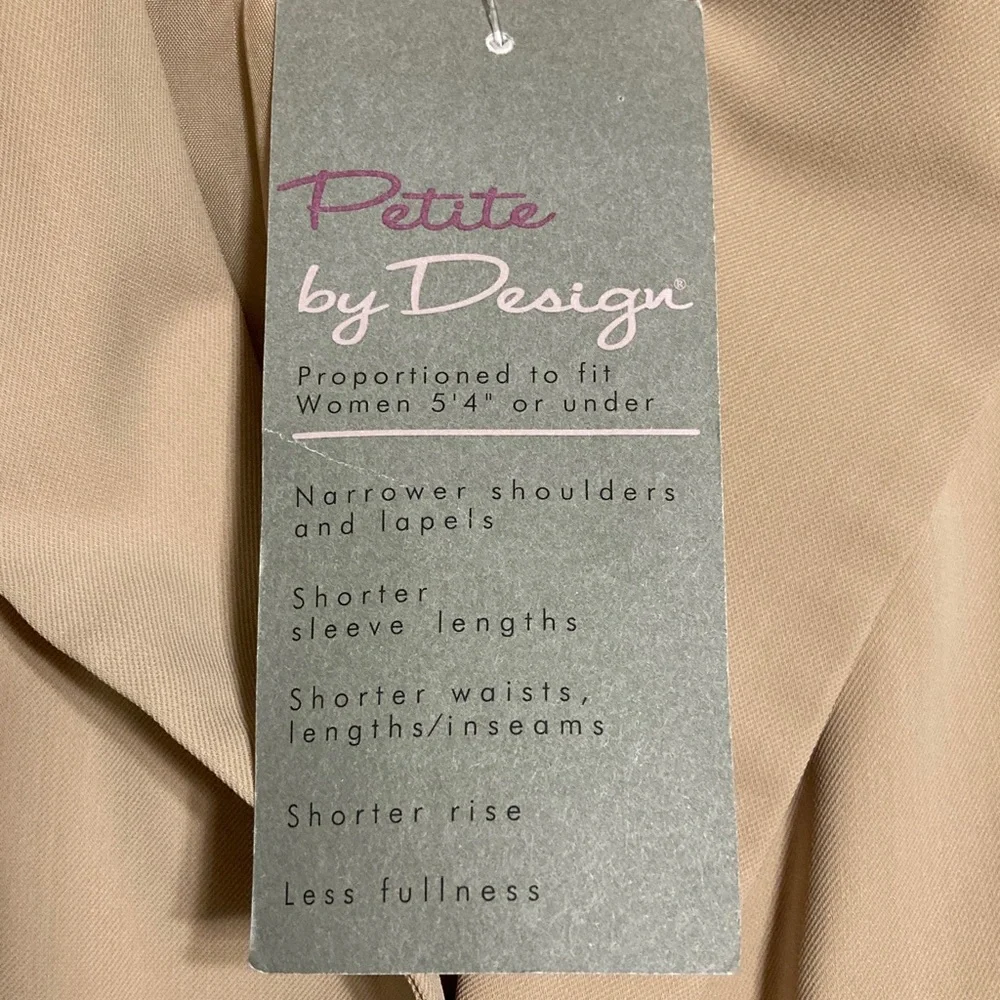 Petite
by Design®
Proportioned to fit
Women 5'4" or under
Narrower shoulders
and lapels
Shorter
sleeve lengths
Shorter waists,
lengths/inseams
Shorter rise
Less fullness